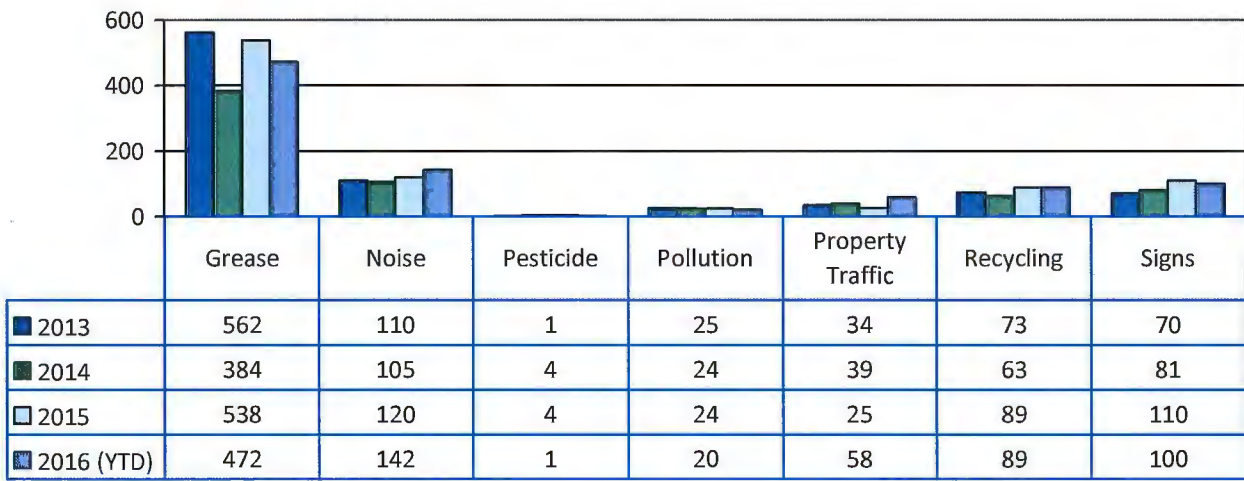 600
400
200
0
Grease Noise Pesticide Pollution Property Traffic Recycling Signs
2013 562 110 1 25 34 73 70
2014 384 105 4 24 39 63 81
2015 538 120 4 24 25 89 110
2016 (YTD) 472 142 1 20 58 89 100